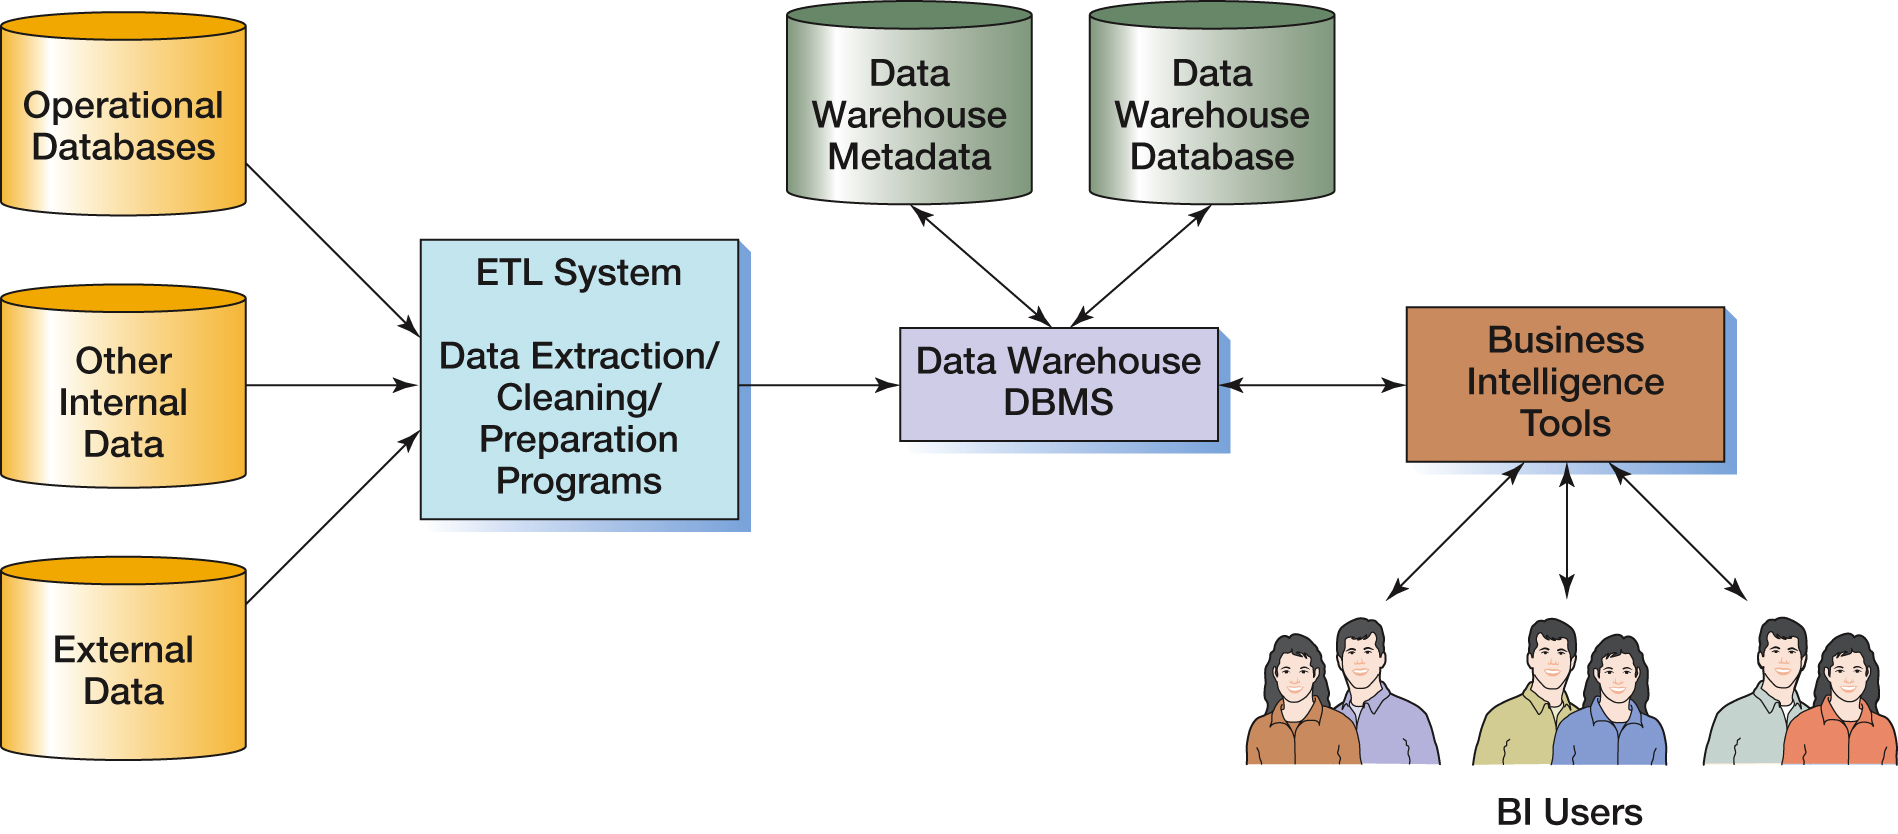 Operational
Databases
Other
Internal
Data
External
Data
ETL System
Data Extraction/
Cleaning/
Preparation
Programs
Data
Warehouse
Metadata
Data
Warehouse
Database
Data Warehouse
DBMS
Business
Intelligence
Tools
BI Users